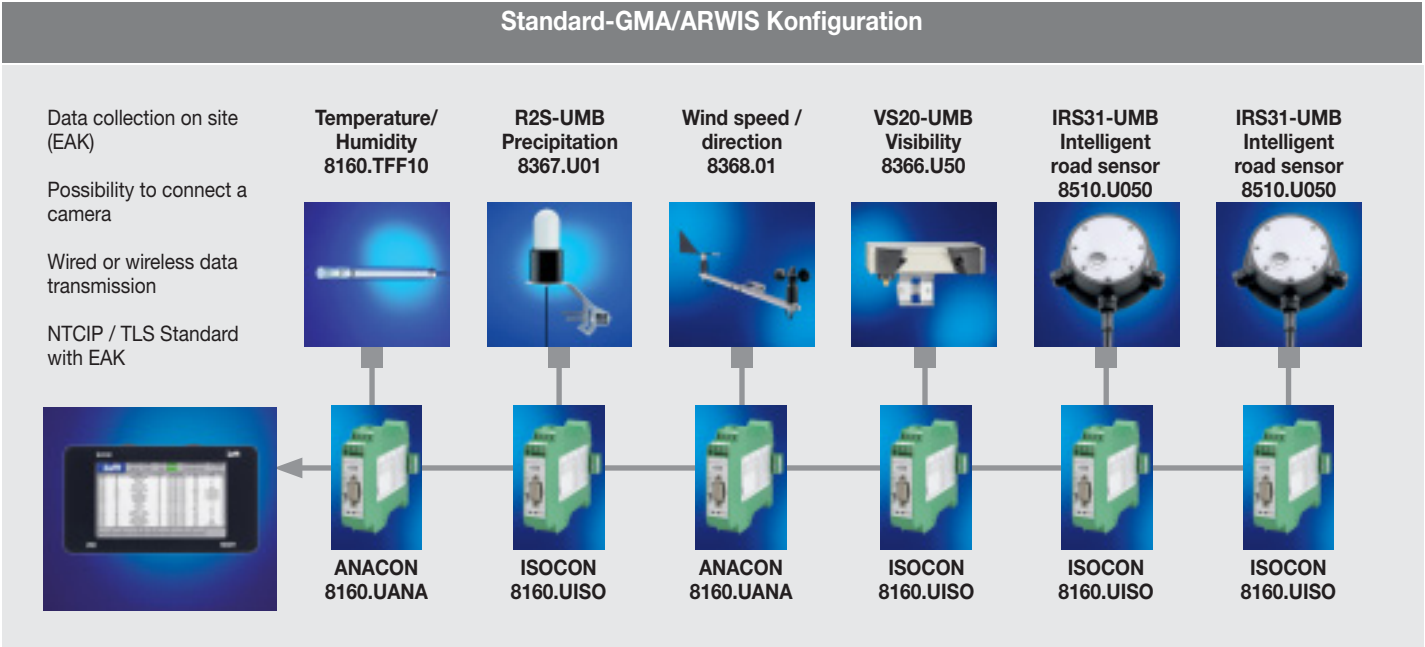 Standard-GMA/ARWIS Konfiguration
Data collection on site
(EAK)
Possibility to connect a
camera
Wired or wireless data
transmission
NTCIP / TLS Standard
with EAK
Temperature/
Humidity
8160.TFF10
R2S-UMB
Precipitation
8367.U01
Wind speed /
direction
8368.01
VS20-UMB
Visibility
8366.U50
IRS31-UMB
Intelligent
road sensor
8510.U050
IRS31-UMB
Intelligent
road sensor
8510.U050
ANACON
8160.UANA
ISOCON
8160.UISO
ANACON
8160.UANA
ISOCON
8160.UISO
ISOCON
8160.UISO
ISOCON
8160.UISO